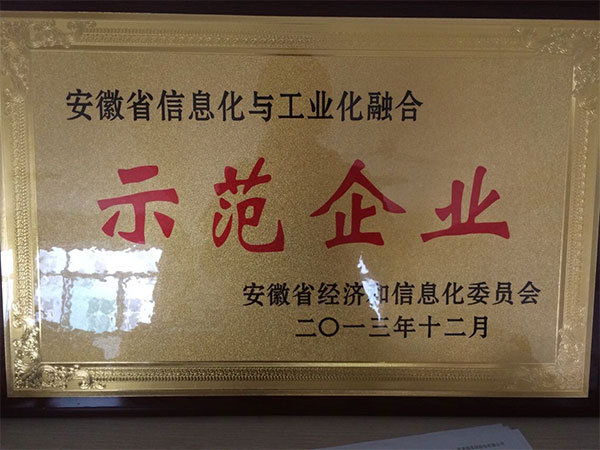 安徽省信息化与工业化融合
示范企业
安徽省经济和信息化委员会
二〇一三年十二月